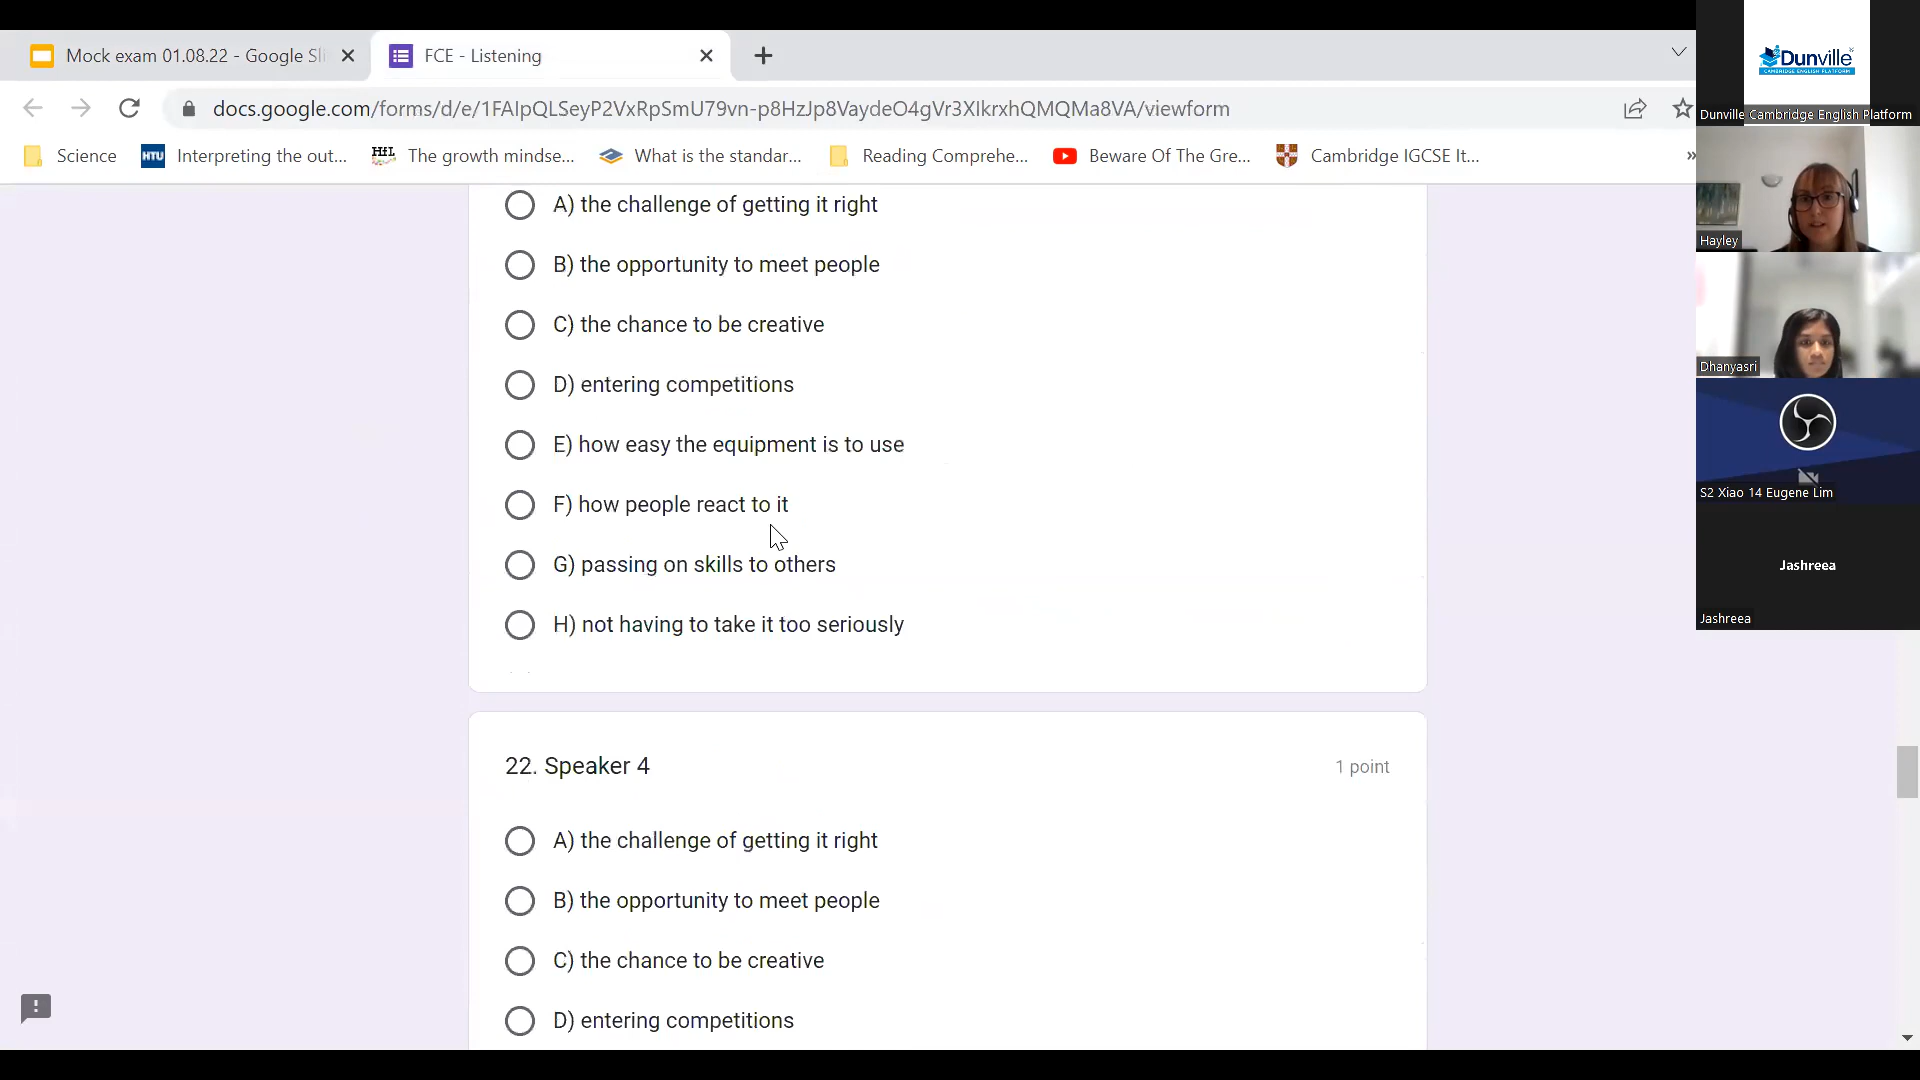 Mock exam 01.08.22 - Google Sli
FCE - Listening
docs.google.com/forms/d/e/1FAIpQLSeyP2VxRpSmU79vn-p8HzJp8VaydeO4gVr3XIkrxhQMQMa8VA/viewform
Science
HTU Interpreting the out...
The growth mindse...
What is the standar...
Reading Comprehe...
Beware Of The Gre...
Cambridge IGCSE It...
»
A) the challenge of getting it right
B) the opportunity to meet people
C) the chance to be creative
D) entering competitions
E) how easy the equipment is to use
F) how people react to it
G) passing on skills to others
H) not having to take it too seriously
22. Speaker 4
1 point
A) the challenge of getting it right
B) the opportunity to meet people
C) the chance to be creative
D) entering competitions
Dunville
CAMBRIDGE ENGLISH PLATFORM
Dunville Cambridge English Platform
Hayley
Dhanyasri
S2 Xiao 14 Eugene Lim
Jashreea
Jashreea